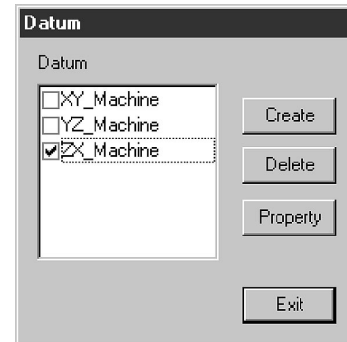 Datum
Datum
XY_Machine
YZ_Machine
ZX_Machine
Create
Delete
Property
Exit